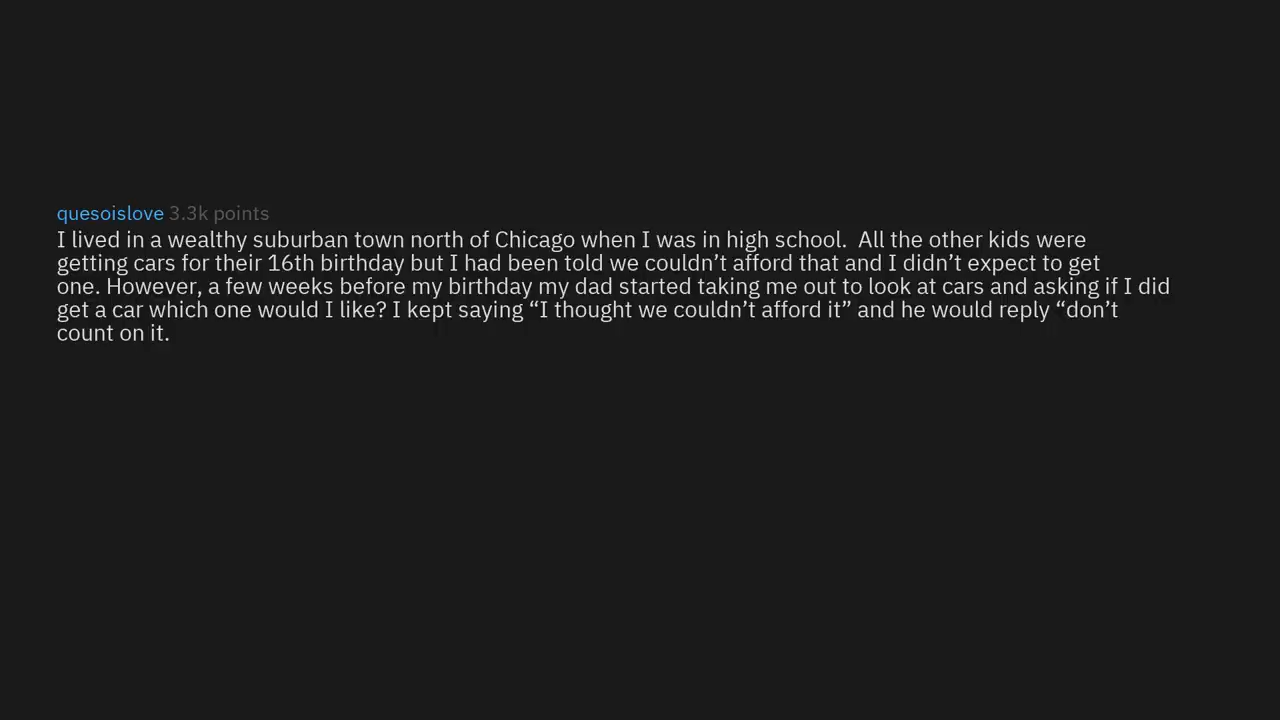 quesoislove 3.3k points
I lived in a wealthy suburban town north of Chicago when I was in high school.  All the other kids were
getting cars for their 16th birthday but I had been told we couldn’t afford that and I didn’t expect to get
one. However, a few weeks before my birthday my dad started taking me out to look at cars and asking if I did
get a car which one would I like? I kept saying “I thought we couldn’t afford it” and he would reply “don’t
count on it.